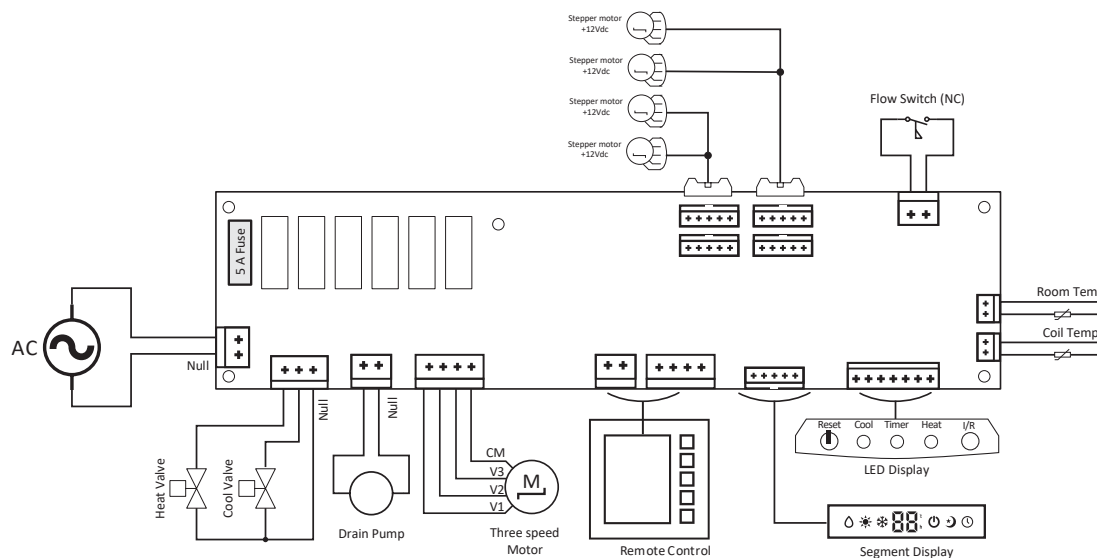 Stepper motor
+12Vdc
Stepper motor
+12Vdc
Stepper motor
+12Vdc
Stepper motor
+12Vdc
Flow Switch (NC)
5 A Fuse
AC
Null
Room Tem
Coil Temp
Null
Null
Heat Valve
Cool Valve
Drain Pump
CM
V3
V2
V1
M
Three speed
Motor
Remote Control
Reset Cool Timer Heat I/R
LED Display
88
Segment Display